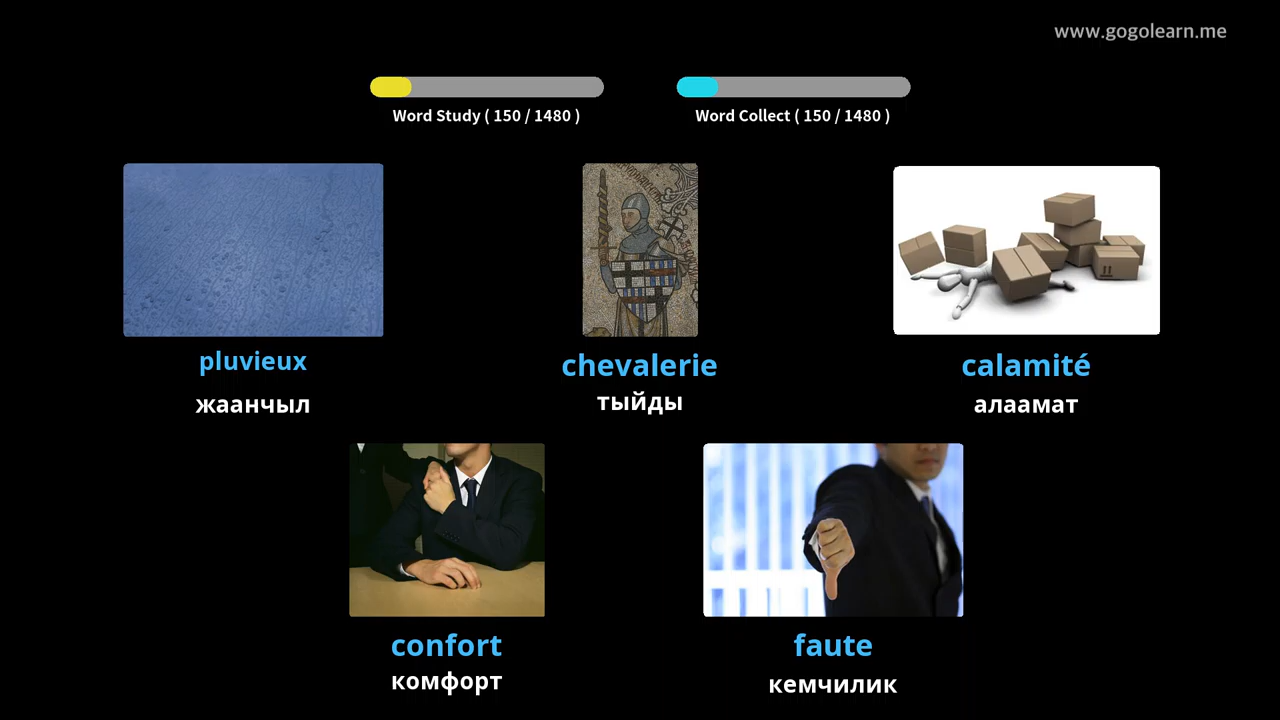 www.gogolearn.me
Word Study ( 150 / 1480 )
Word Collect ( 150 / 1480 )
pluvieux
жаанчыл
chevalerie
тыйды
calamité
алаамат
confort
комфорт
faute
кемчилик